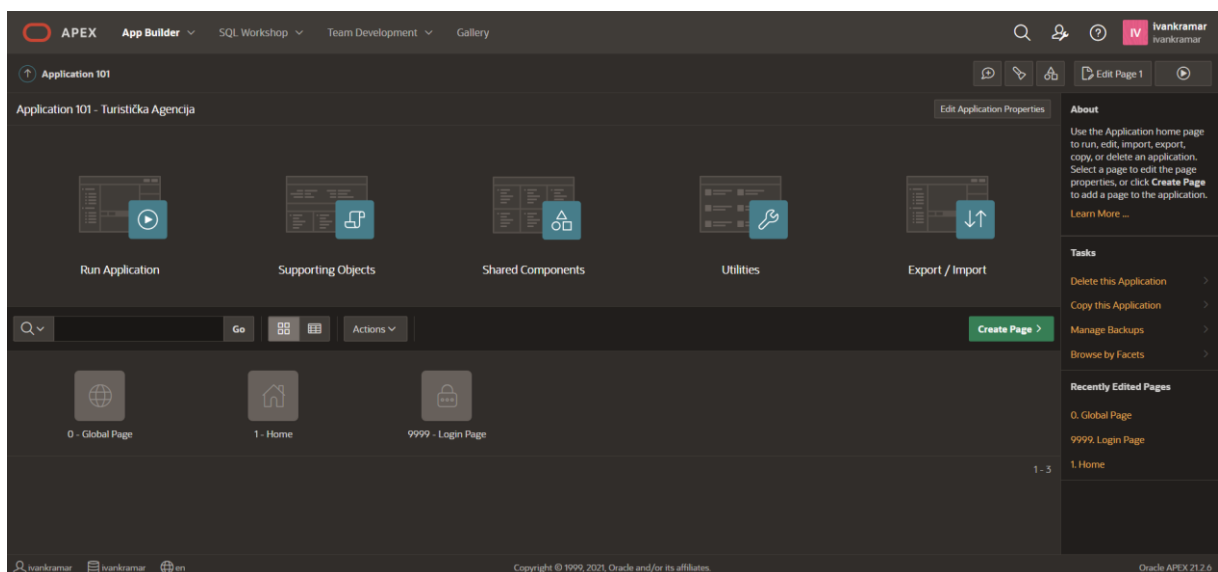 APEX App Builder SQL Workshop Team Development Gallery
IV ivankramar
ivankramar
Application 101
Edit Page 1
Application 101 - Turistička Agencija
Edit Application Properties
Run Application
Supporting Objects
Shared Components
Utilities
Export / Import
Go
Actions
Create Page
0 - Global Page
1 - Home
9999 - Login Page
1 - 3
About
Use the Application home page
to run, edit, import, export,
copy, or delete an application.
Select a page to edit the page
properties, or click Create Page
to add a page to the application.
Learn More ...
Tasks
Delete this Application
Copy this Application
Manage Backups
Browse by Facets
Recently Edited Pages
0. Global Page
9999. Login Page
1. Home
ivankramar ivankramar en
Copyright © 1999, 2021, Oracle and/or its affiliates.
Oracle APEX 21.2.6